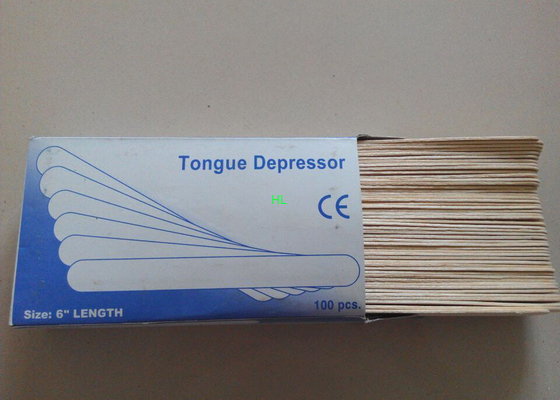 Tongue Depressor
HL
CE
100 pcs.
Size: 6" LENGTH